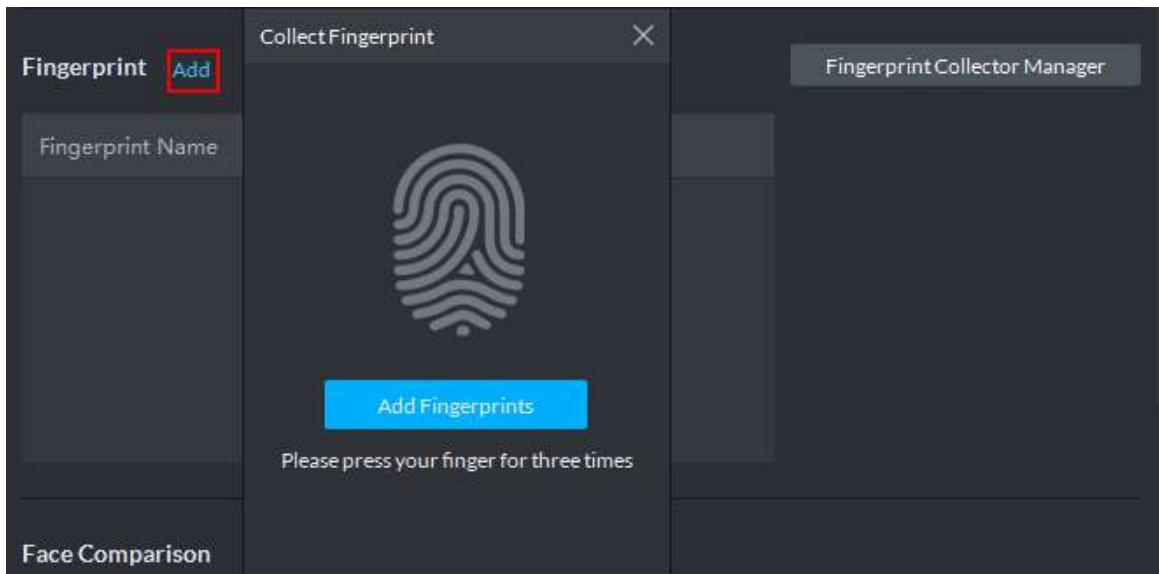 Collect Fingerprint
Fingerprint Add
Fingerprint Collector Manager
Fingerprint Name
Add Fingerprints
Please press your finger for three times
Face Comparison